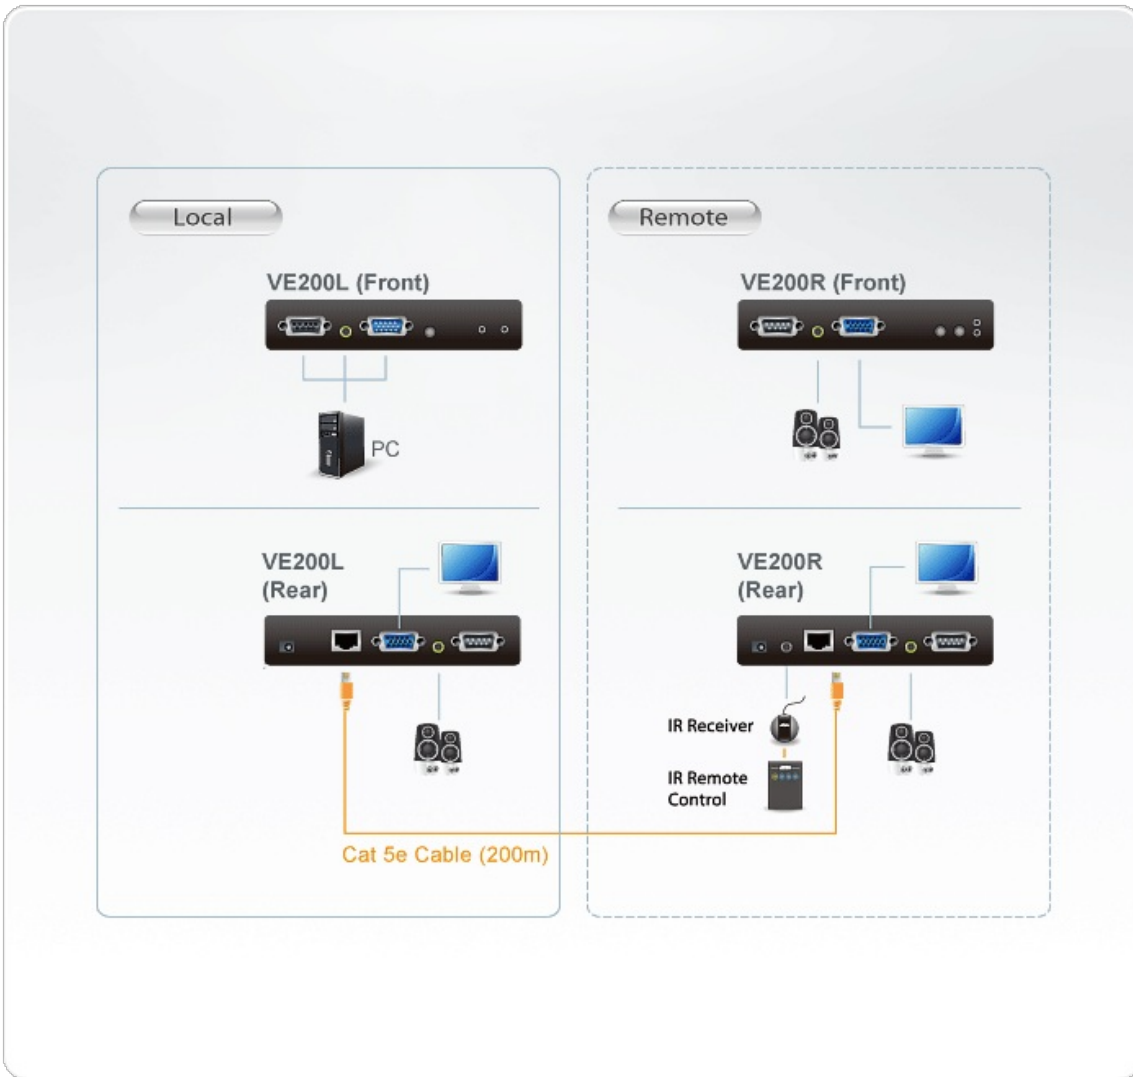 Local
VE200L (Front)
PC
VE200L
(Rear)
Remote
VE200R (Front)
VE200R
(Rear)
IR Receiver
IR Remote
Control
Cat 5e Cable (200m)